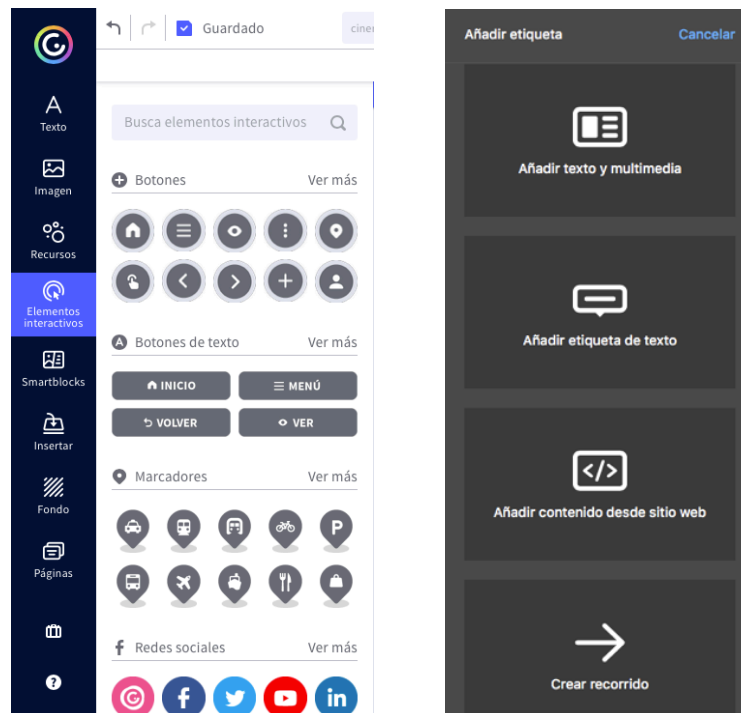 Guardado
ciner
Texto
Imagen
Recursos
Elementos
interactivos
Smartblocks
Insertar
Fondo
Páginas
Busca elementos interactivos
Botones Ver más
Botones de texto Ver más
INICIO MENÚ
VOLVER VER
Marcadores Ver más
P
Redes sociales Ver más
Añadir etiqueta Cancelar
Añadir texto y multimedia
Añadir etiqueta de texto
Añadir contenido desde sitio web
Crear recorrido